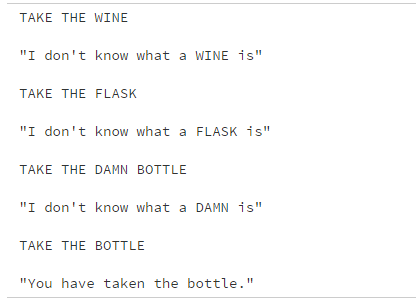 TAKE THE WINE
"I don't know what a WINE is"
TAKE THE FLASK
"I don't know what a FLASK is"
TAKE THE DAMN BOTTLE
"I don't know what a DAMN is"
TAKE THE BOTTLE
"You have taken the bottle."